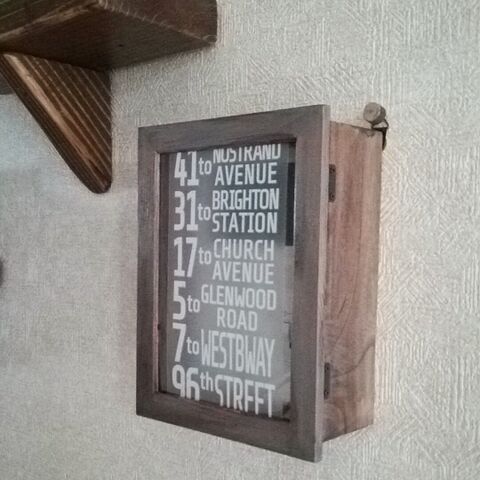 41 to NOSTRAND
AVENUE
31 to BRIGHTON
STATION
17 to CHURCH
AVENUE
5 to GLENWOOD
ROAD
7 to WESTBWAY
96th STREET